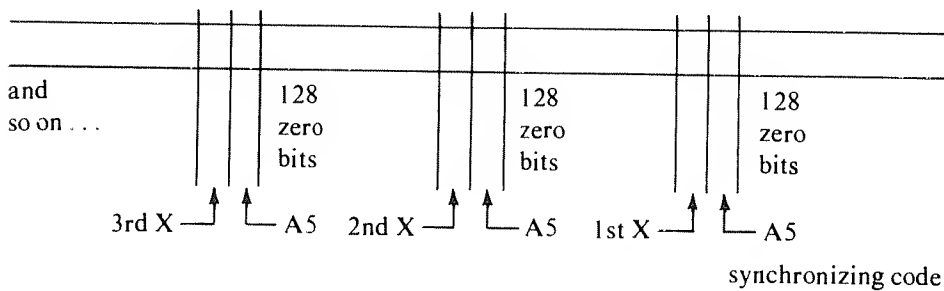 and
so on ...
128
zero
bits
128
zero
bits
128
zero
bits
3rd X
A5
2nd X
A5
1st X
A5
synchronizing code